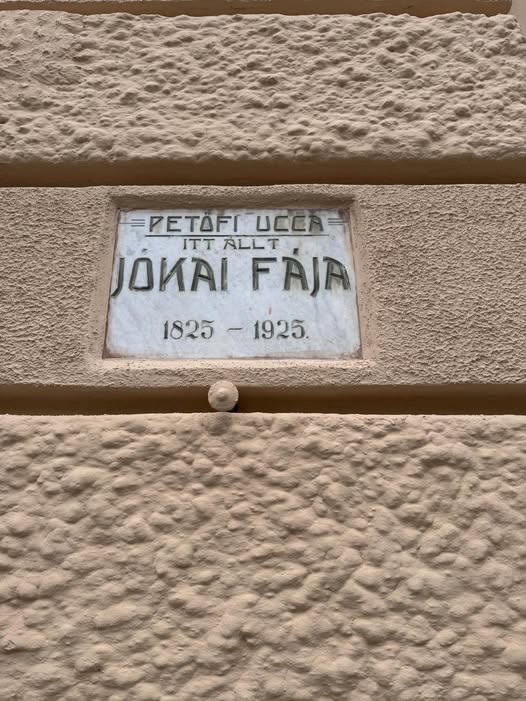 PETŐFI UCCA
ITT ÁLLT
JÓKAI FÁJA
1825 – 1925.